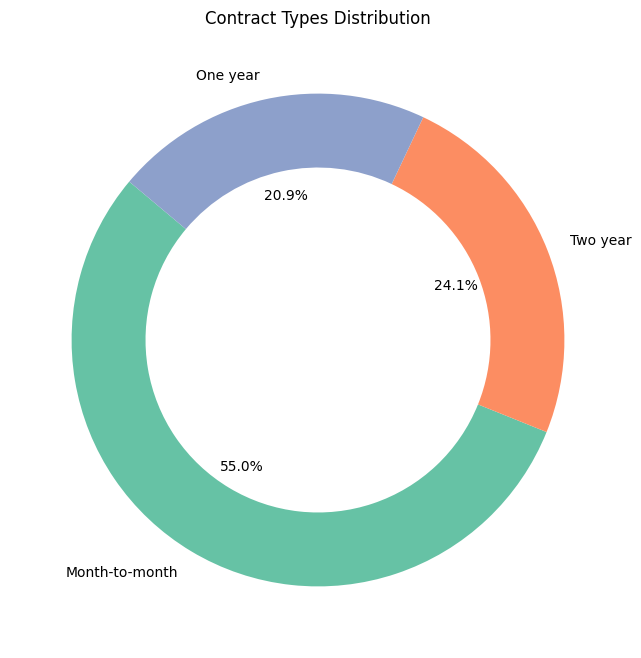 Contract Types Distribution
One year
20.9%
Two year
24.1%
55.0%
Month-to-month